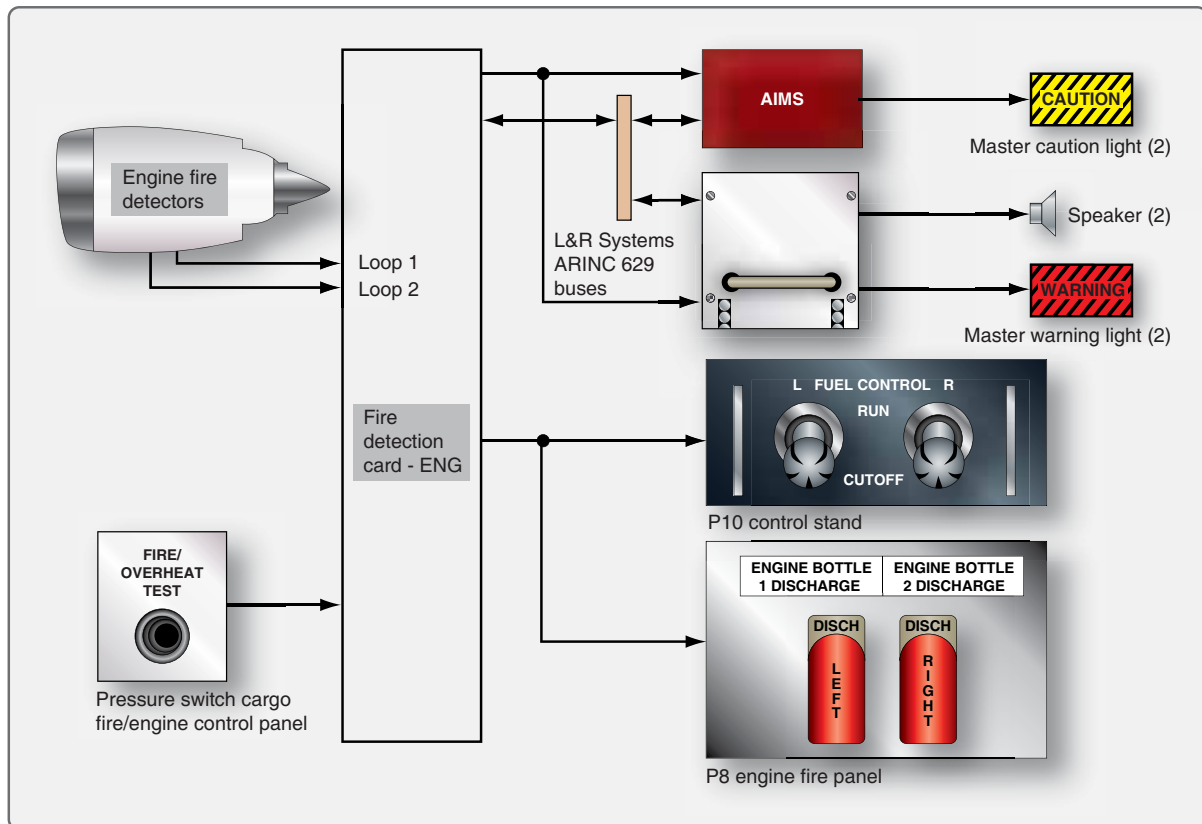 Engine fire
detectors
Loop 1
Loop 2
Fire
detection
card - ENG
FIRE/
OVERHEAT
TEST
Pressure switch cargo
fire/engine control panel
AIMS
CAUTION
Master caution light (2)
L&R Systems
ARINC 629
buses
Speaker (2)
WARNING
Master warning light (2)
L FUEL CONTROL R
RUN
CUTOFF
P10 control stand
ENGINE BOTTLE
1 DISCHARGE
ENGINE BOTTLE
2 DISCHARGE
DISCH
LEFT
DISCH
RIGHT
P8 engine fire panel